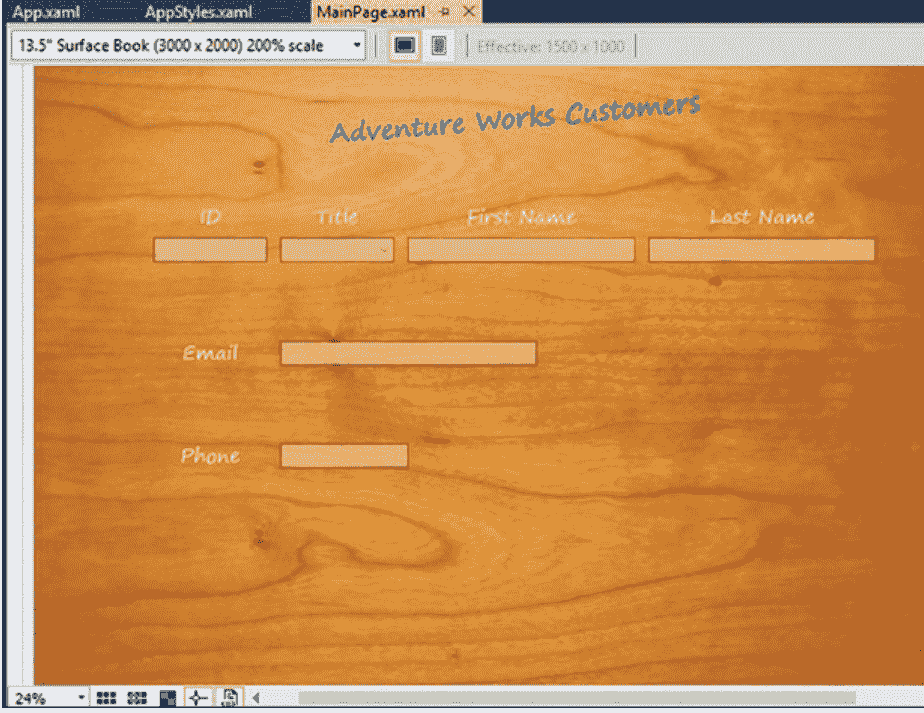 App.xaml AppStyles.xaml MainPage.xaml
13.5" Surface Book (3000 x 2000) 200% scale Effective: 1500 x 1000
Adventure Works Customers
ID Title First Name Last Name
Email
Phone
24%